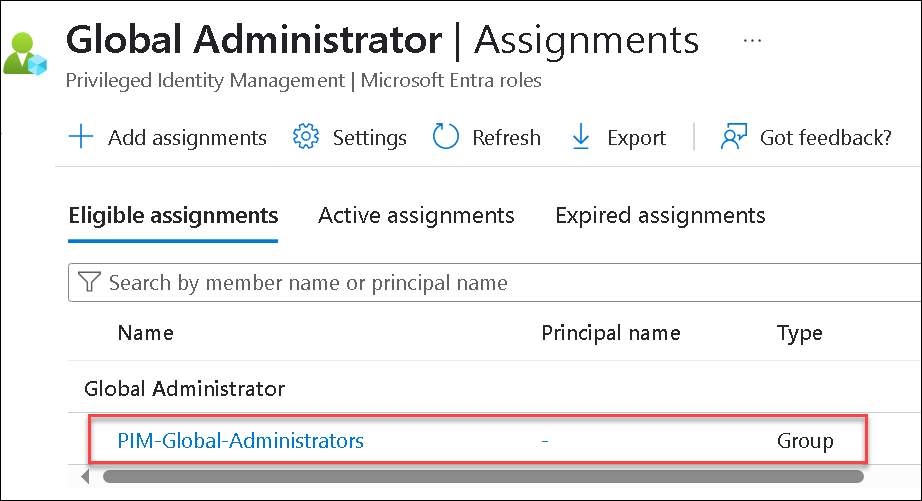 Global Administrator | Assignments ...
Privileged Identity Management | Microsoft Entra roles
Add assignments Settings Refresh Export Got feedback?
Eligible assignments Active assignments Expired assignments
Search by member name or principal name
Name Principal name Type
Global Administrator
PIM-Global-Administrators - Group